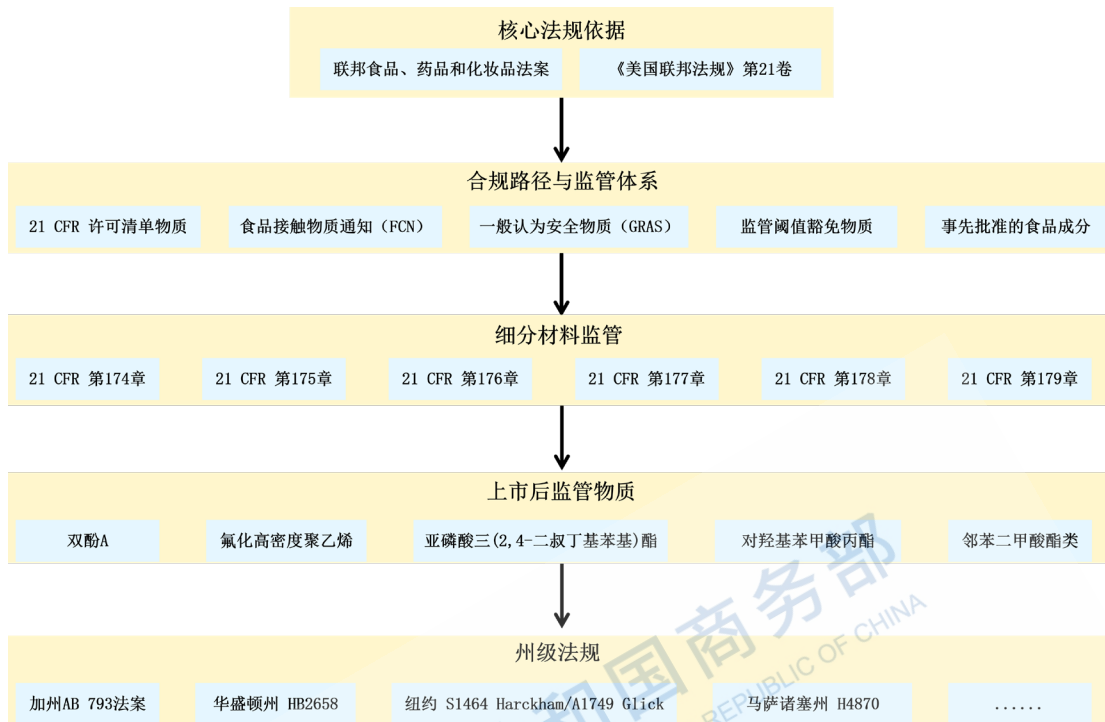 核心法规依据
联邦食品、药品和化妆品法案 《美国联邦法规》第21卷
合规路径与监管体系
21 CFR 许可清单物质 食品接触物质通知（FCN） 一般认为安全物质（GRAS） 监管阈值豁免物质 事先批准的食品成分
细分材料监管
21 CFR 第174章 21 CFR 第175章 21 CFR 第176章 21 CFR 第177章 21 CFR 第178章 21 CFR 第179章
上市后监管物质
双酚A 氟化高密度聚乙烯 亚磷酸三(2,4-二叔丁基苯基)酯 对羟基苯甲酸丙酯 邻苯二甲酸酯类
州级法规
加州AB 793法案 华盛顿州 HB2658 纽约 S1464 Harckham/A1749 Glick 马萨诸塞州 H4870 ......
和国商务部
REPUBLIC OF CHINA